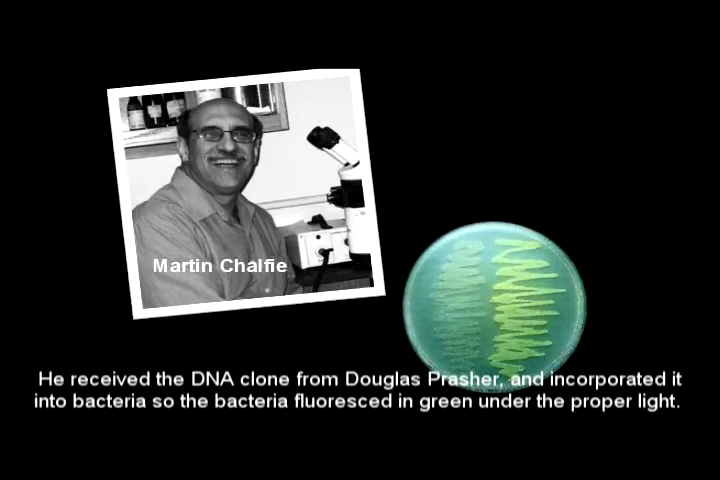 Martin Chalfie
He received the DNA clone from Douglas Prasher, and incorporated it
into bacteria so the bacteria fluoresced in green under the proper light.